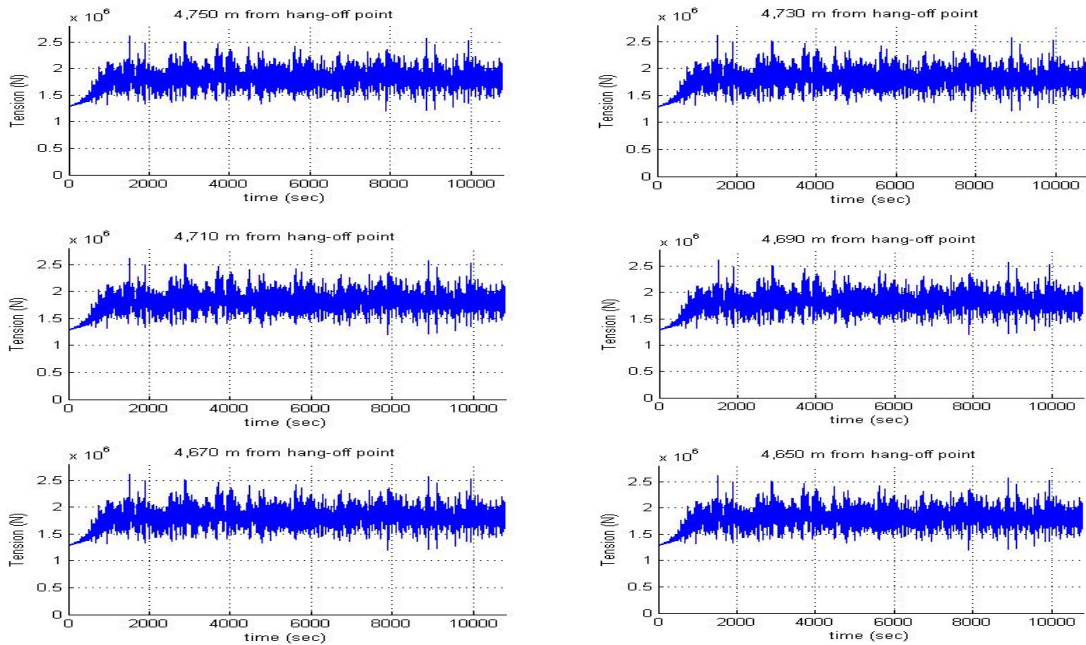 × 10⁶ 4,750 m from hang-off point
2.5
2
1.5
1
0.5
0
Tension (N)
0 2000 4000 6000 8000 10000
time (sec)
× 10⁶ 4,730 m from hang-off point
2.5
2
1.5
1
0.5
0
Tension (N)
0 2000 4000 6000 8000 10000
time (sec)
× 10⁶ 4,710 m from hang-off point
2.5
2
1.5
1
0.5
0
Tension (N)
0 2000 4000 6000 8000 10000
time (sec)
× 10⁶ 4,690 m from hang-off point
2.5
2
1.5
1
0.5
0
Tension (N)
0 2000 4000 6000 8000 10000
time (sec)
× 10⁶ 4,670 m from hang-off point
2.5
2
1.5
1
0.5
0
Tension (N)
0 2000 4000 6000 8000 10000
time (sec)
× 10⁶ 4,650 m from hang-off point
2.5
2
1.5
1
0.5
0
Tension (N)
0 2000 4000 6000 8000 10000
time (sec)